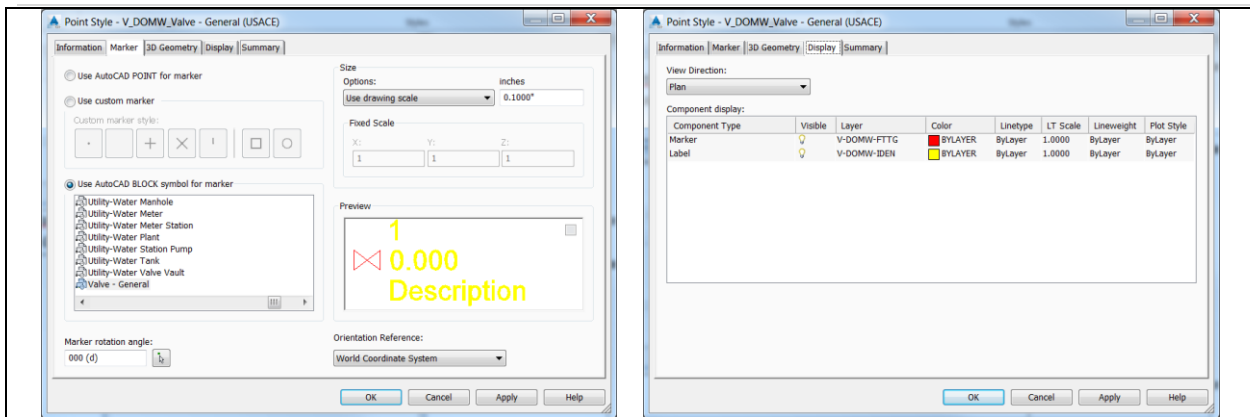 Point Style - V_DOMW_Valve - General (USACE)
Information Marker 3D Geometry Display Summary
Use AutoCAD POINT for marker
Use custom marker
Custom marker style:
Use AutoCAD BLOCK symbol for marker
Utility-Water Manhole
Utility-Water Meter
Utility-Water Meter Station
Utility-Water Plant
Utility-Water Station Pump
Utility-Water Tank
Utility-Water Valve Vault
Valve - General
Marker rotation angle:
000 (d)
Size
Options: inches
Use drawing scale 0.1000"
Fixed Scale
X: Y: Z:
1 1 1
Preview
1
0.000
Description
Orientation Reference:
World Coordinate System
OK Cancel Apply Help
Point Style - V_DOMW_Valve - General (USACE)
Information Marker 3D Geometry Display Summary
View Direction:
Plan
Component display:
Component Type Visible Layer Color Linetype LT Scale Lineweight Plot Style
Marker V-DOMW-FTTG BYLAYER ByLayer 1.0000 ByLayer ByLayer
Label V-DOMW-IDEN BYLAYER ByLayer 1.0000 ByLayer ByLayer
OK Cancel Apply Help